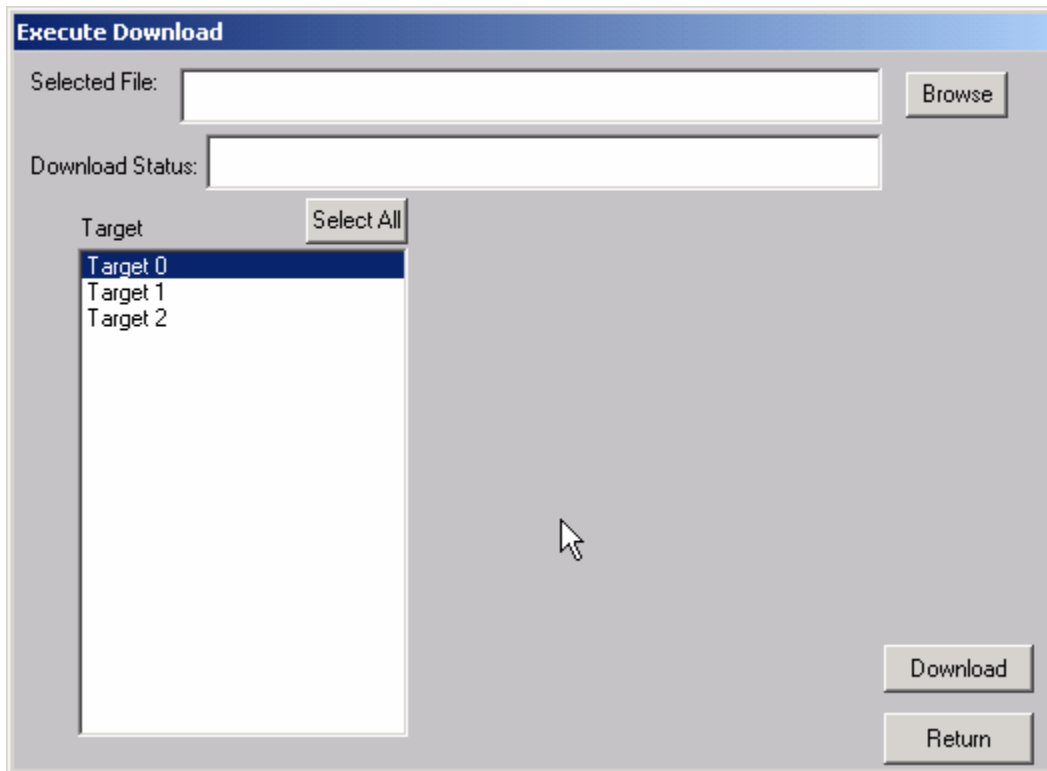 Execute Download
Selected File:
Browse
Download Status:
Target
Select All
Target 0
Target 1
Target 2
Download
Return